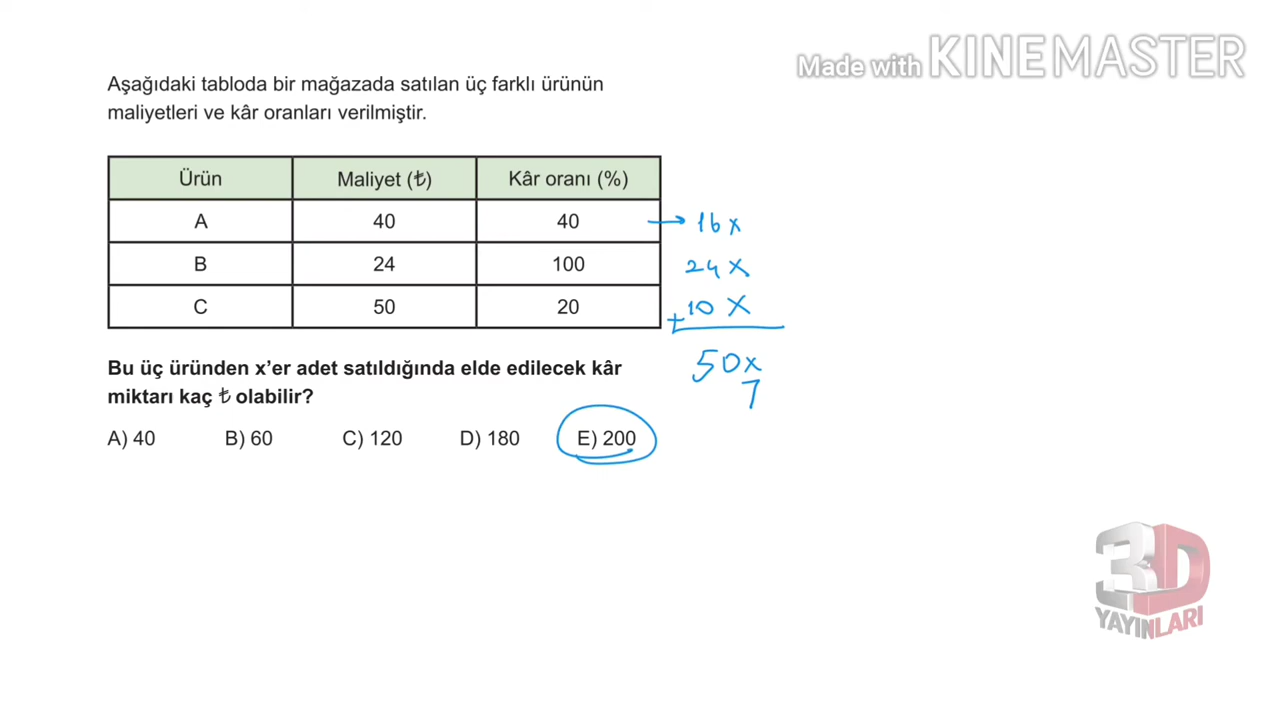 Made with KINEMASTER
Aşağıdaki tabloda bir mağazada satılan üç farklı ürünün
maliyetleri ve kâr oranları verilmiştir.
Ürün Maliyet (₺) Kâr oranı (%)
A 40 40 → 16x
B 24 100 24x
C 50 20 +10x
50x
7
Bu üç üründen x'er adet satıldığında elde edilecek kâr
miktarı kaç ₺ olabilir?
A) 40 B) 60 C) 120 D) 180 E) 200
3D
YAYINLARI